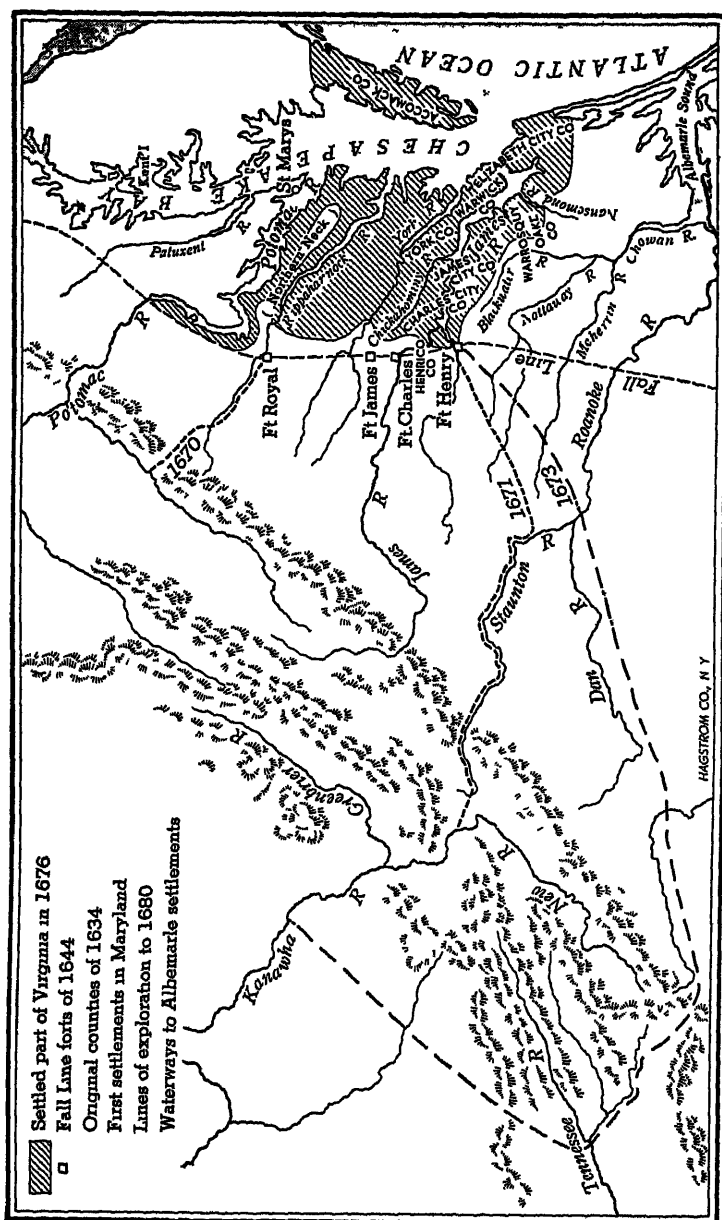 Settled part of Virginia in 1676
Fall Line forts of 1644
Original counties of 1634
First settlements in Maryland
Lines of exploration to 1680
Waterways to Albemarle settlements
ATLANTIC OCEAN
CHESAPEAKE
BAY
ACCOMACK CO
Kent I
St Marys
Patuxent R
Potomac R
Potomac R
Northern Neck
Rappahannock
York R
Chickahominy
YORK CO
WARWICK CO
ELIZABETH CITY CO
JAMES CITY CO
James R
CHARLES CITY CO
WARROSQUYOAKE CO
HENRICO CO
Nansemond R
Ft Royal
Ft James
Ft. Charles
Ft Henry
1670
1671
1673
Fall Line
Blackwater R
Nottaway R
Meherrin R
Chowan R
Albemarle Sound
Roanoke R
James R
Staunton R
Dan R
Greenbrier R
Kanawha R
New R
Tennessee R
HAGSTROM CO., N Y